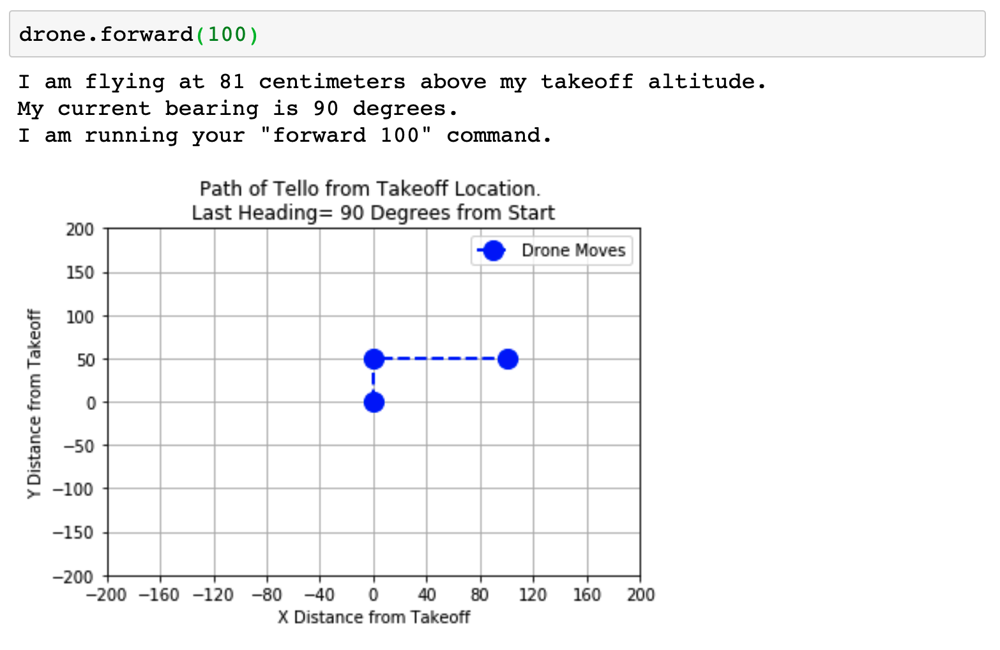 drone.forward(100)
I am flying at 81 centimeters above my takeoff altitude.
My current bearing is 90 degrees.
I am running your "forward 100" command.
Path of Tello from Takeoff Location.
Last Heading= 90 Degrees from Start
Drone Moves
Y Distance from Takeoff
200
150
100
50
0
−50
−100
−150
−200
−200 −160 −120 −80 −40 0 40 80 120 160 200
X Distance from Takeoff